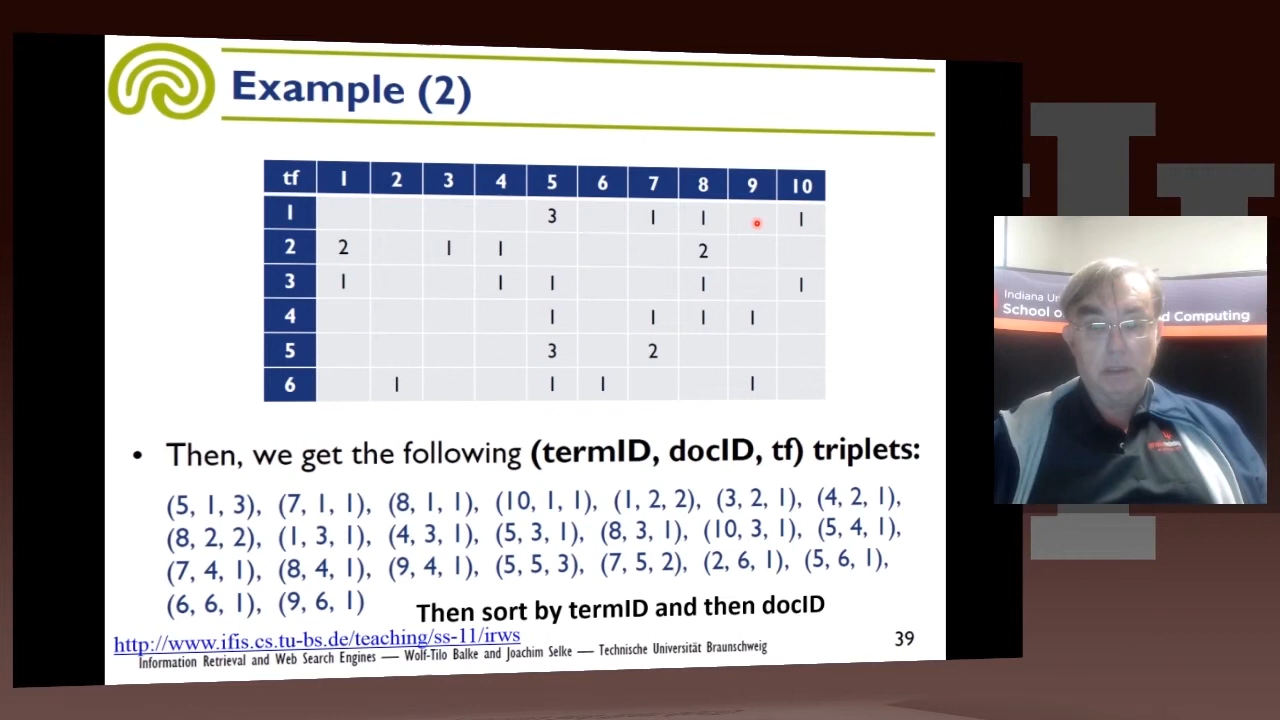 Example (2)
tf 1 2 3 4 5 6 7 8 9 10
1 3 1 1 1
2 2 1 1 2
3 1 1 1 1 1
4 1 1 1 1
5 3 2
6 1 1 1 1
• Then, we get the following (termID, docID, tf) triplets:
(5, 1, 3), (7, 1, 1), (8, 1, 1), (10, 1, 1), (1, 2, 2), (3, 2, 1), (4, 2, 1),
(8, 2, 2), (1, 3, 1), (4, 3, 1), (5, 3, 1), (8, 3, 1), (10, 3, 1), (5, 4, 1),
(7, 4, 1), (8, 4, 1), (9, 4, 1), (5, 5, 3), (7, 5, 2), (2, 6, 1), (5, 6, 1),
(6, 6, 1), (9, 6, 1)
Then sort by termID and then docID
http://www.ifis.cs.tu-bs.de/teaching/ss-11/irws
Information Retrieval and Web Search Engines — Wolf-Tilo Balke and Joachim Selke — Technische Universität Braunschweig
39
Indiana
School d Computing